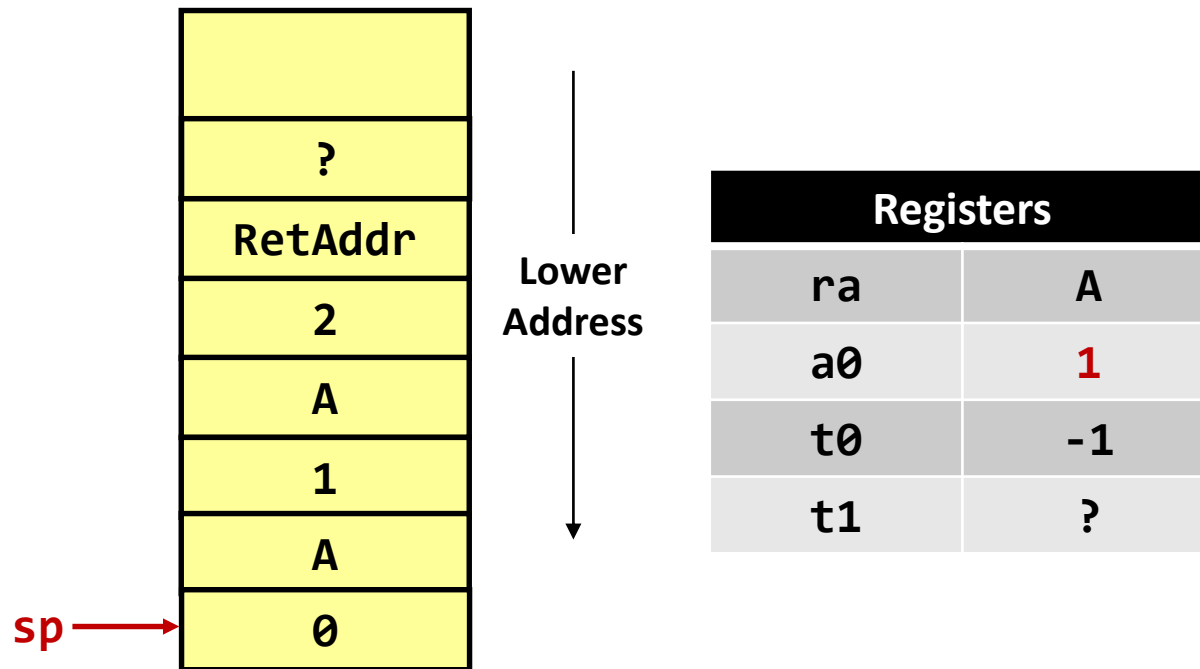 ?
RetAddr
2
A
1
A
0
sp
Lower
Address
Registers
ra A
a0 1
t0 -1
t1 ?